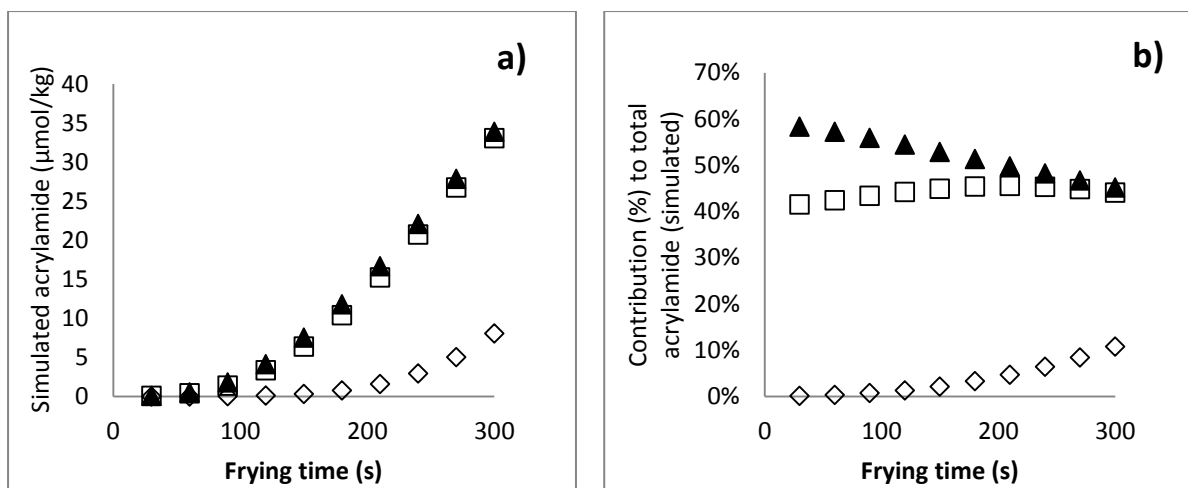 a)
Simulated acrylamide (µmol/kg)
40
35
30
25
20
15
10
5
0
0 100 200 300
Frying time (s)
b)
Contribution (%) to total
acrylamide (simulated)
70%
60%
50%
40%
30%
20%
10%
0%
0 100 200 300
Frying time (s)